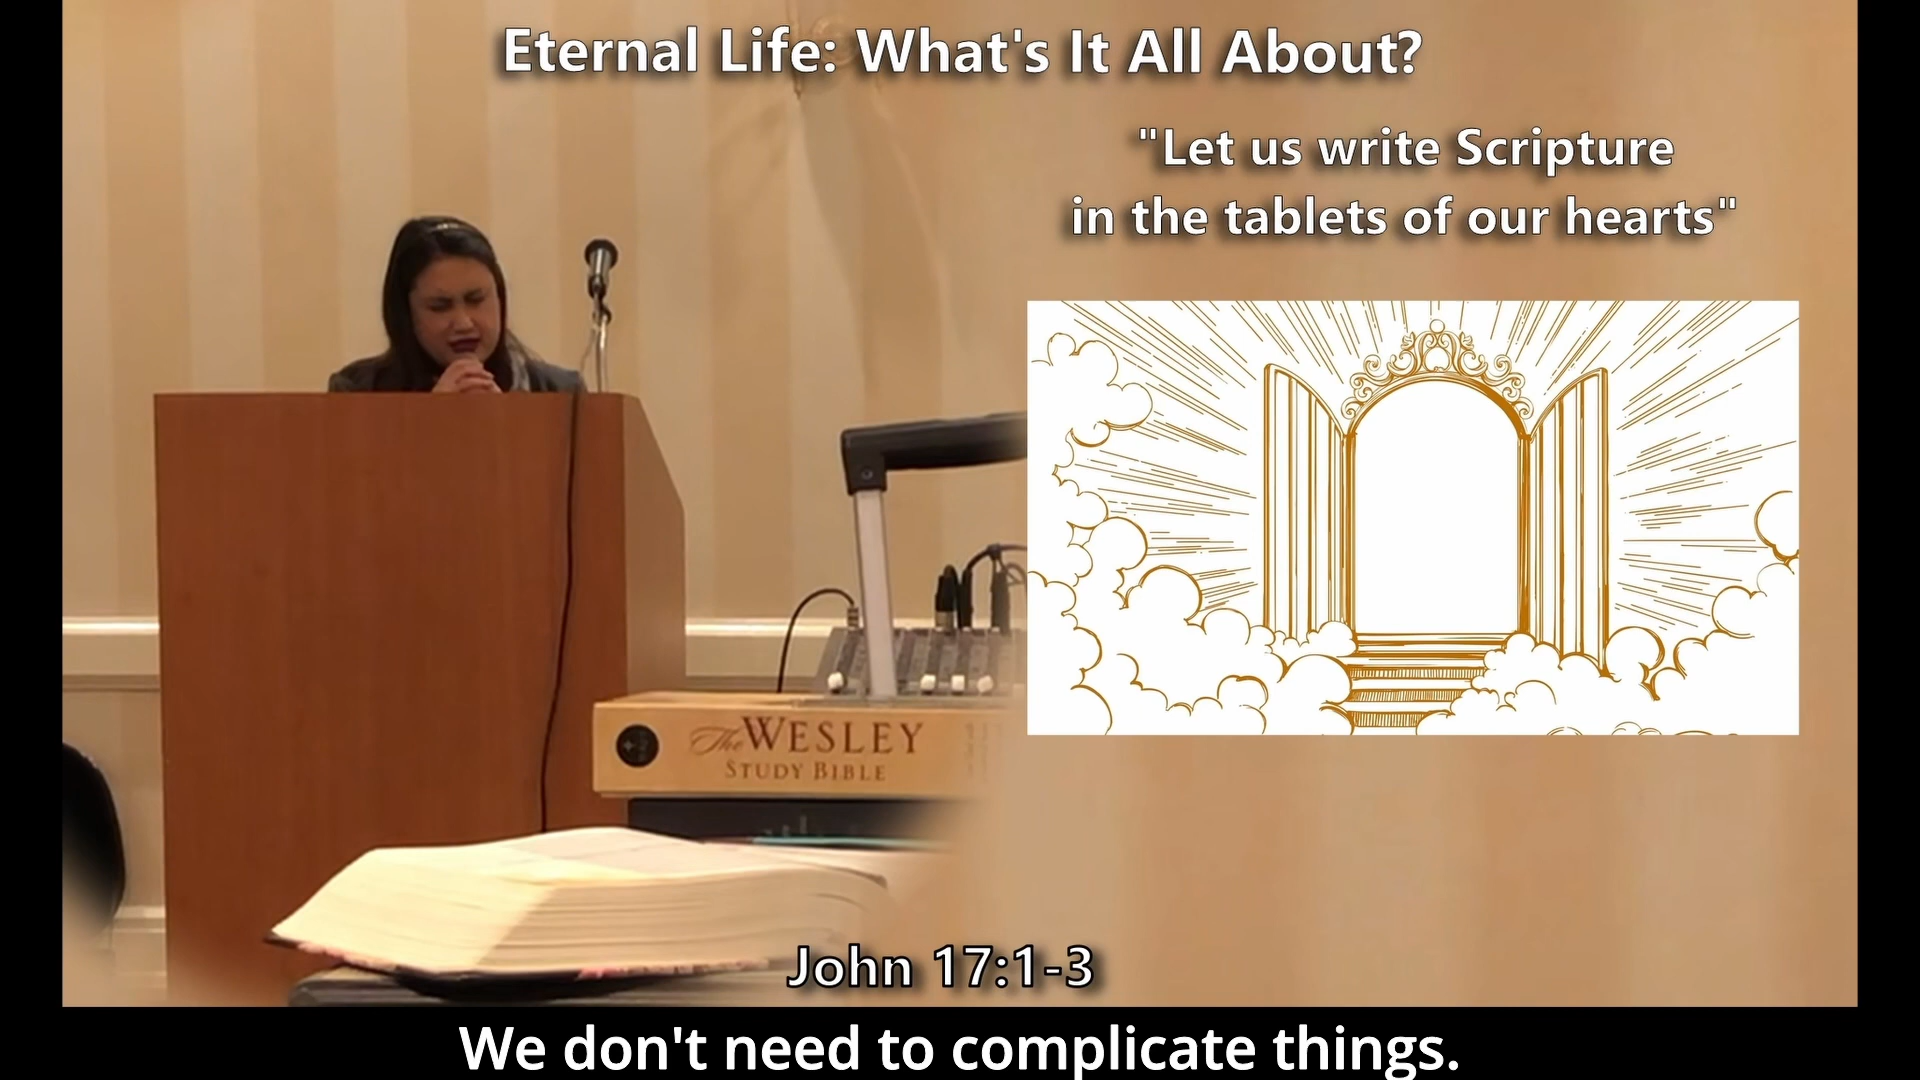 Eternal Life: What's It All About?
"Let us write Scripture
in the tablets of our hearts"
The WESLEY
STUDY BIBLE
John 17:1-3
We don't need to complicate things.